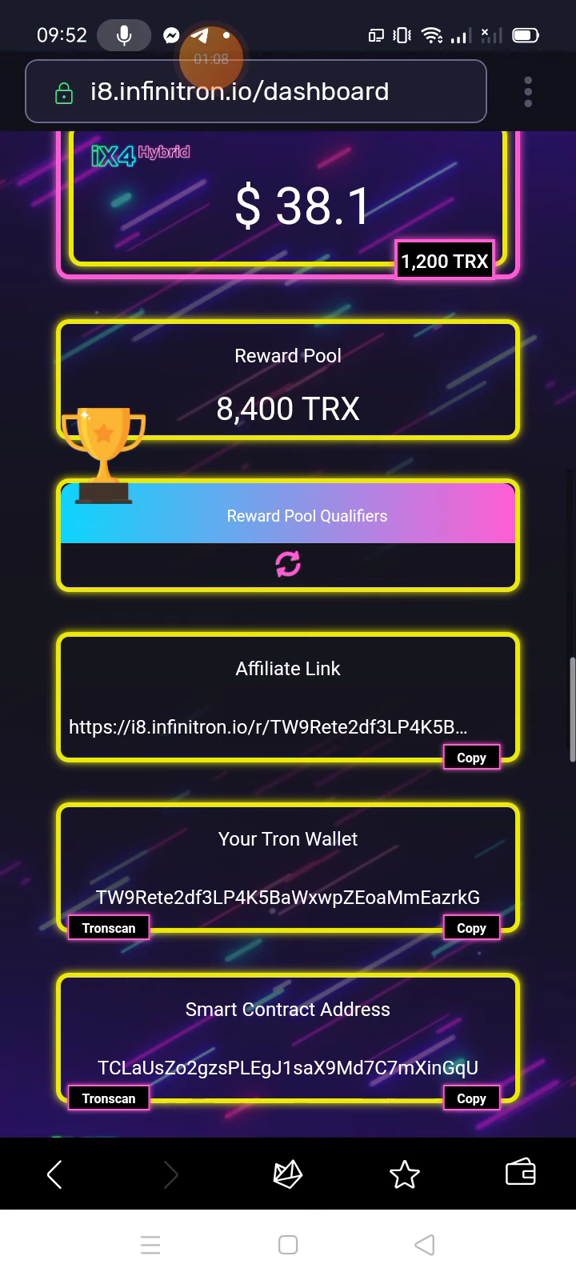 09:52
01:08
i8.infinitron.io/dashboard
iX4 Hybrid
$ 38.1
1,200 TRX
Reward Pool
8,400 TRX
Reward Pool Qualifiers
Affiliate Link
https://i8.infinitron.io/r/TW9Rete2df3LP4K5B...
Copy
Your Tron Wallet
TW9Rete2df3LP4K5BaWxwpZEoaMmEazrkG
Tronscan Copy
Smart Contract Address
TCLaUsZo2gzsPLEgJ1saX9Md7C7mXinGqU
Tronscan Copy